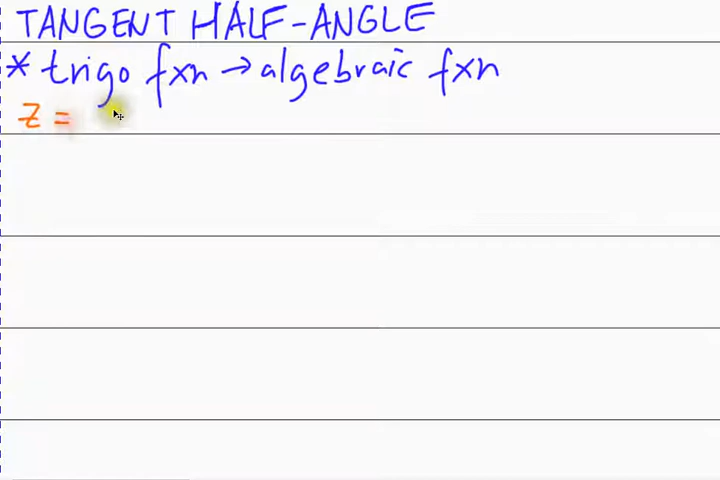 TANGENT HALF-ANGLE
* trigo fxn → algebraic fxn
z =